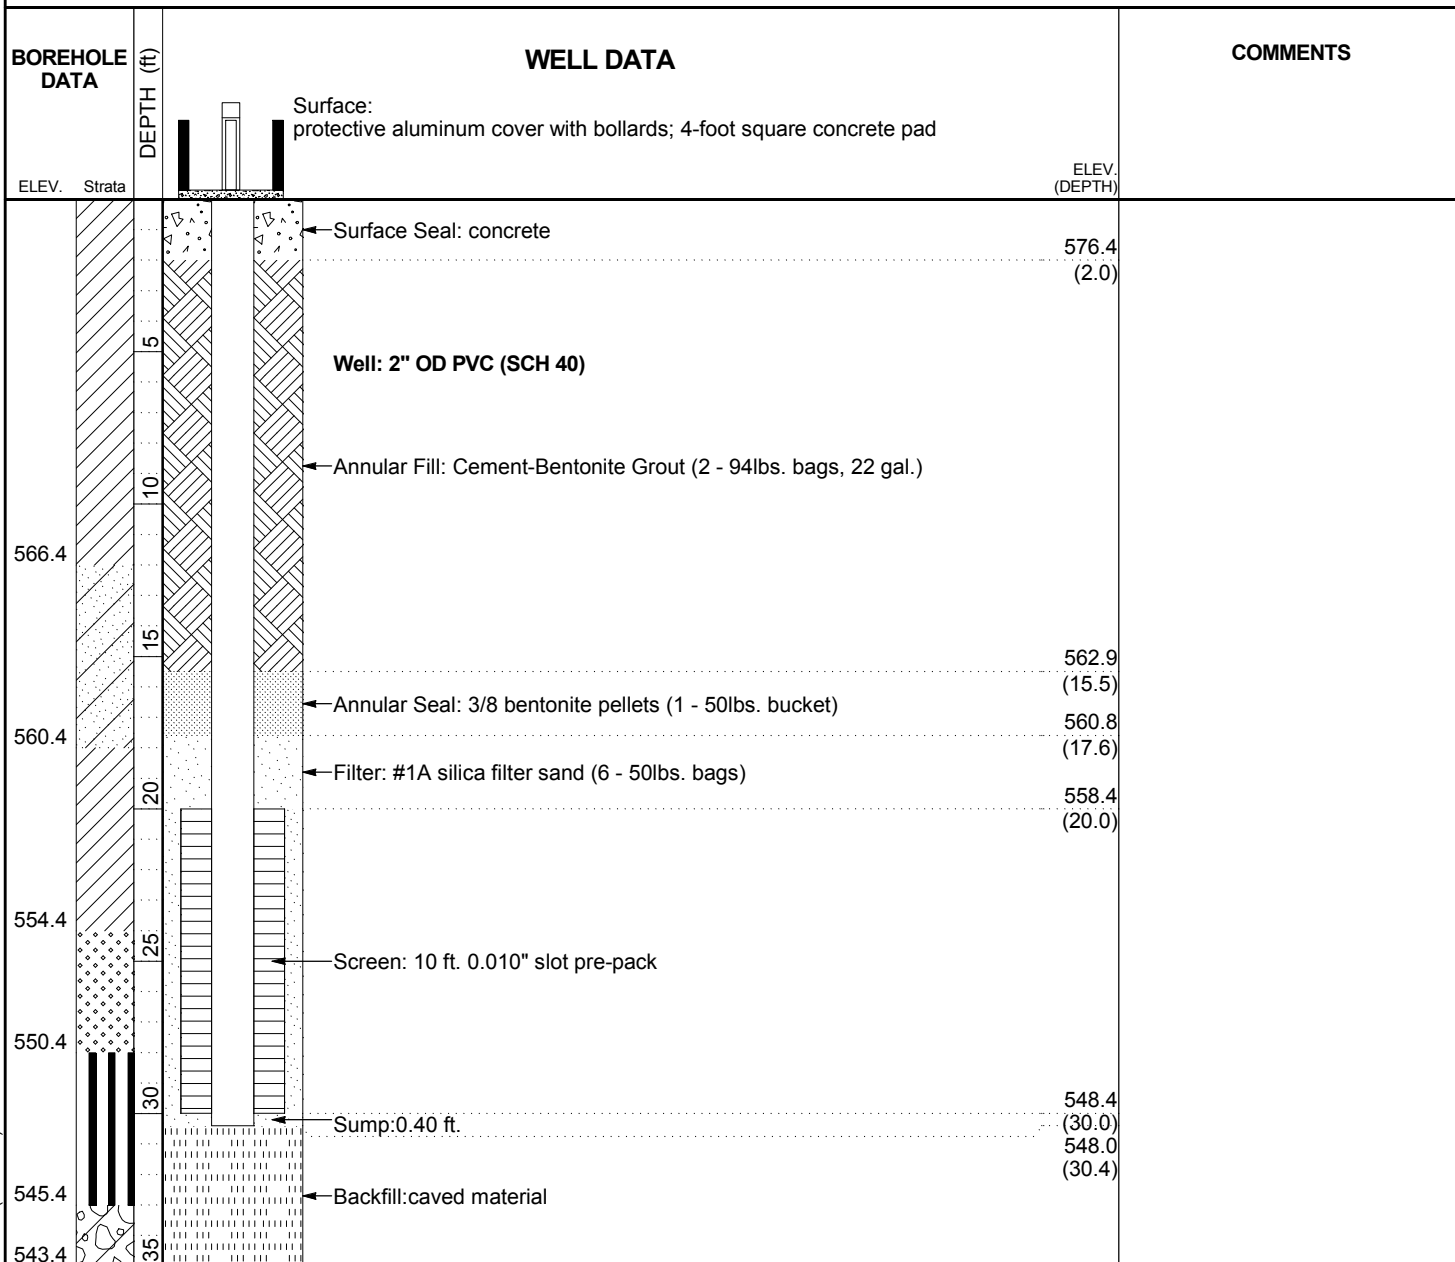 BOREHOLE
DATA
DEPTH (ft)
WELL DATA
COMMENTS
Surface:
protective aluminum cover with bollards; 4-foot square concrete pad
ELEV. Strata
ELEV.
(DEPTH)
Surface Seal: concrete
576.4
(2.0)
5
Well: 2" OD PVC (SCH 40)
Annular Fill: Cement-Bentonite Grout (2 - 94lbs. bags, 22 gal.)
10
566.4
15
562.9
(15.5)
Annular Seal: 3/8 bentonite pellets (1 - 50lbs. bucket)
560.8
560.4
(17.6)
Filter: #1A silica filter sand (6 - 50lbs. bags)
20
558.4
(20.0)
554.4
25
Screen: 10 ft. 0.010" slot pre-pack
550.4
30
548.4
(30.0)
Sump:0.40 ft.
548.0
(30.4)
545.4
Backfill:caved material
35
543.4